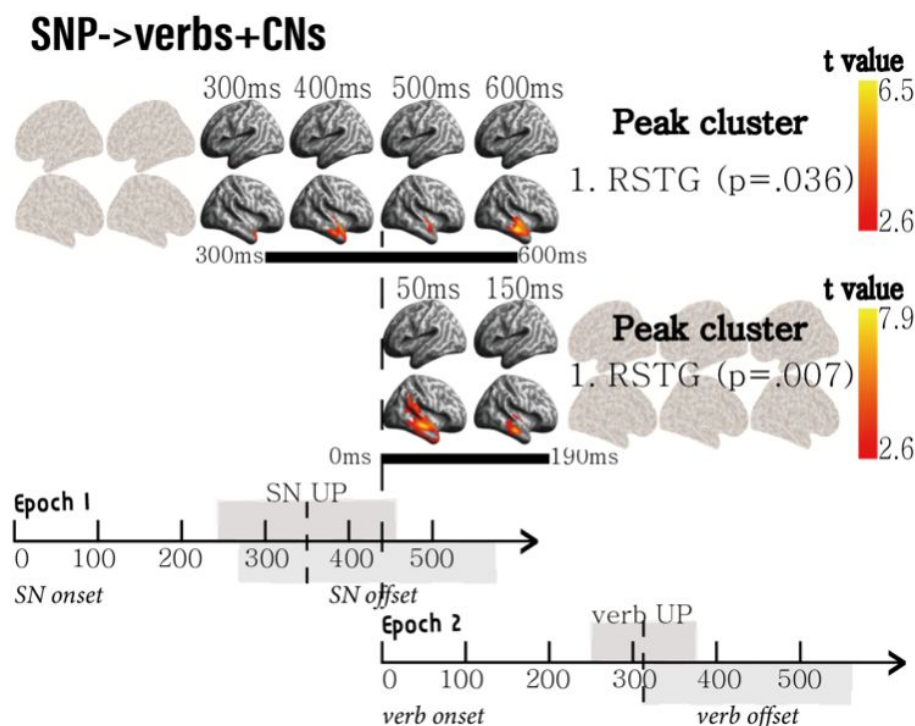 SNP->verbs+CNs
t value
300ms 400ms 500ms 600ms
6.5
Peak cluster
1. RSTG (p=.036)
2.6
300ms 600ms
50ms 150ms
t value
7.9
Peak cluster
1. RSTG (p=.007)
2.6
0ms 190ms
Epoch 1
SN UP
0 100 200 300 400 500
SN onset SN offset
Epoch 2
verb UP
0 100 200 300 400 500
verb onset verb offset